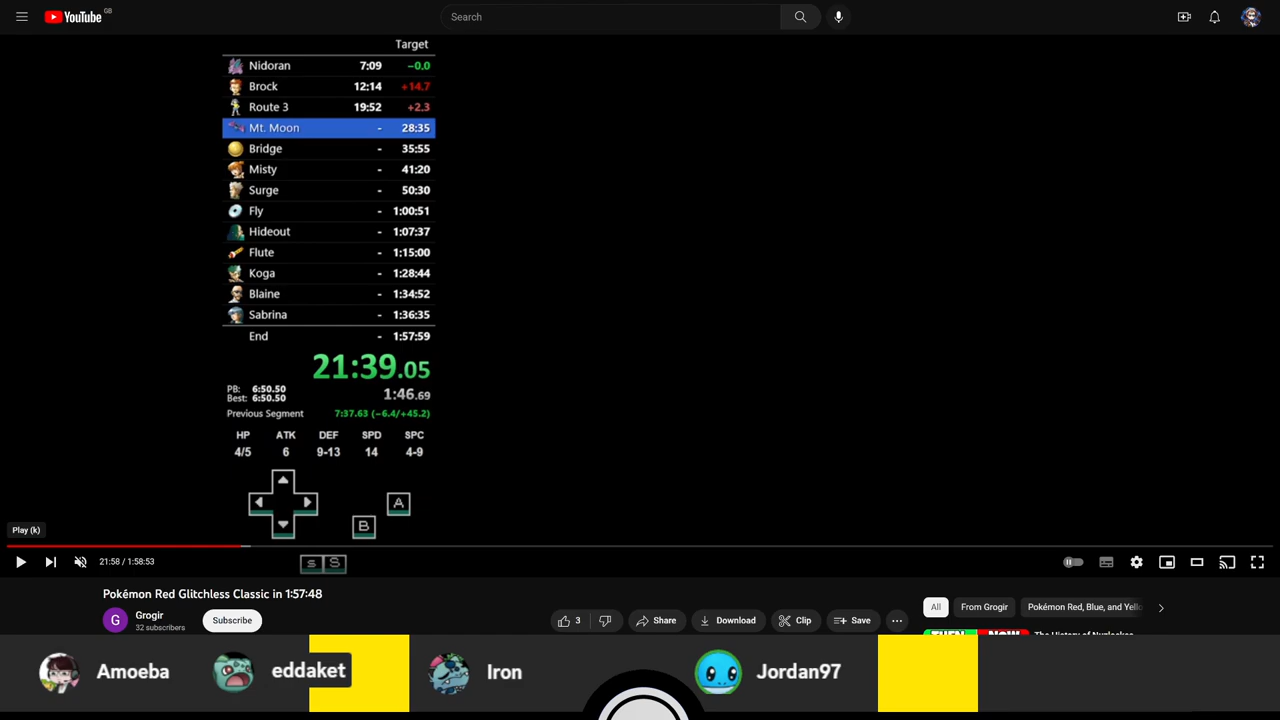 YouTube GB
Search
Target
Nidoran 7:09 −0.0
Brock 12:14 +14.7
Route 3 19:52 +2.3
Mt. Moon - 28:35
Bridge - 35:55
Misty - 41:20
Surge - 50:30
Fly - 1:00:51
Hideout - 1:07:37
Flute - 1:15:00
Koga - 1:28:44
Blaine - 1:34:52
Sabrina - 1:36:35
End - 1:57:59
21:39.05
PB: 6:50.50
1:46.69
Best: 6:50.50
Previous Segment 7:37.63 (−6.4/+45.2)
HP ATK DEF SPD SPC
4/5 6 9-13 14 4-9
A
B
Play (k)
21:58 / 1:58:53
s S
Pokémon Red Glitchless Classic in 1:57:48
G Grogir
32 subscribers
Subscribe
3
Share
Download
Clip
Save
All
From Grogir
Pokémon Red, Blue, and Yello
THEN NOW The History of Nuzlockes
Amoeba
eddaket
Iron
Jordan97